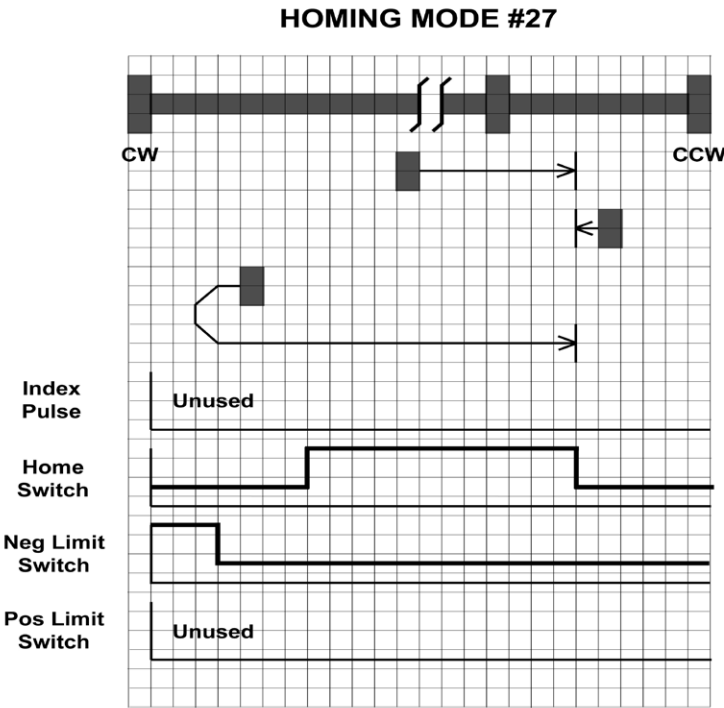 HOMING MODE #27
CW
CCW
Index
Pulse
Unused
Home
Switch
Neg Limit
Switch
Pos Limit
Switch
Unused